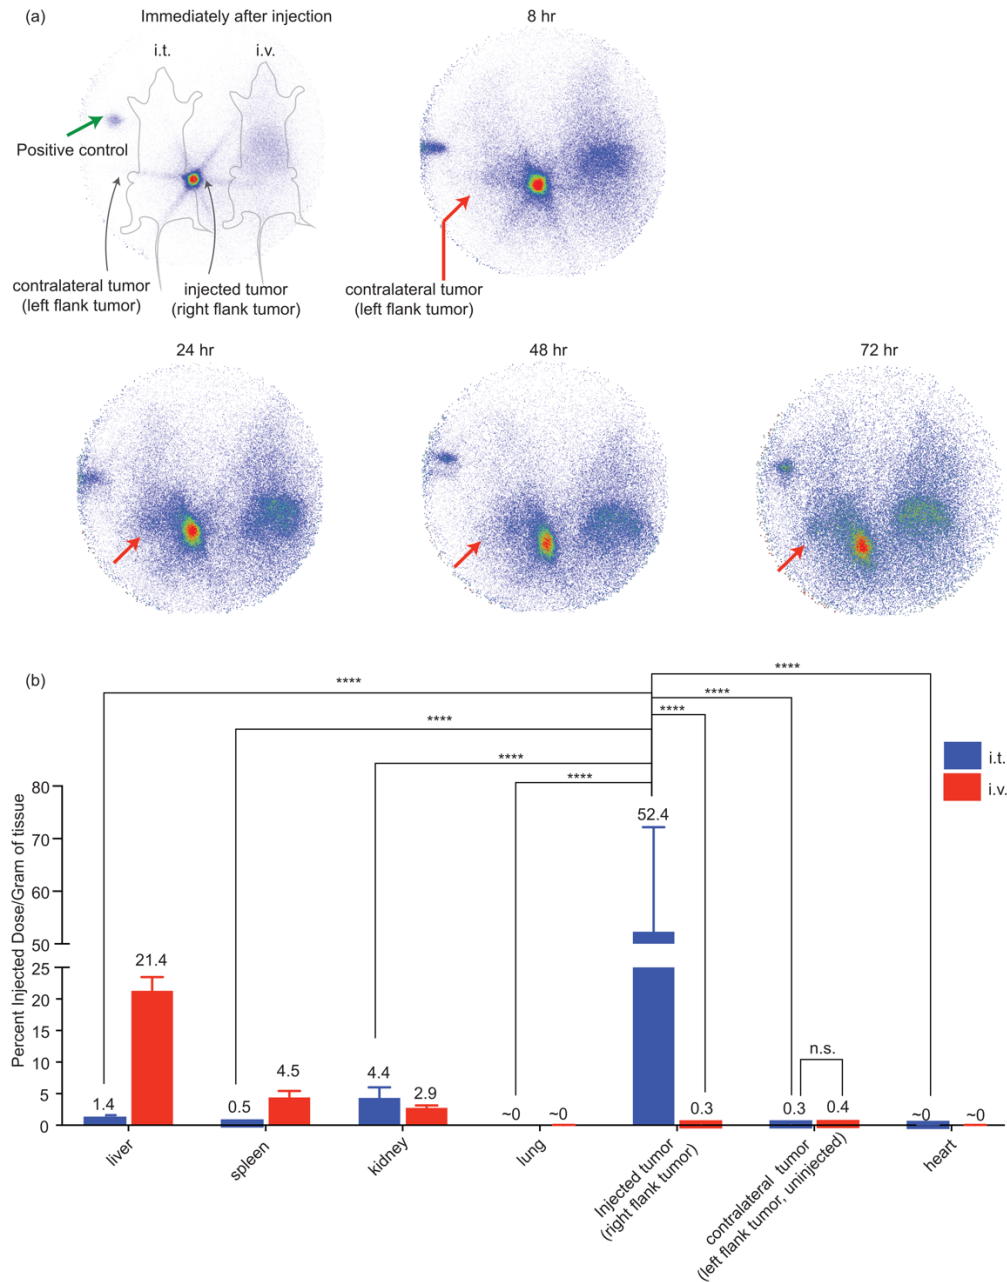 (a)
Immediately after injection
8 hr
i.t.
i.v.
Positive control
contralateral tumor
(left flank tumor)
injected tumor
(right flank tumor)
contralateral tumor
(left flank tumor)
24 hr
48 hr
72 hr
(b)
****
****
****
****
****
****
****
i.t.
i.v.
Percent Injected Dose/Gram of tissue
80
70
60
50
25
20
15
10
5
0
1.4
21.4
0.5
4.5
4.4
2.9
~0
~0
52.4
0.3
n.s.
0.3
0.4
~0
~0
liver
spleen
kidney
lung
Injected tumor
(right flank tumor)
contralateral tumor
(left flank tumor, uninjected)
heart